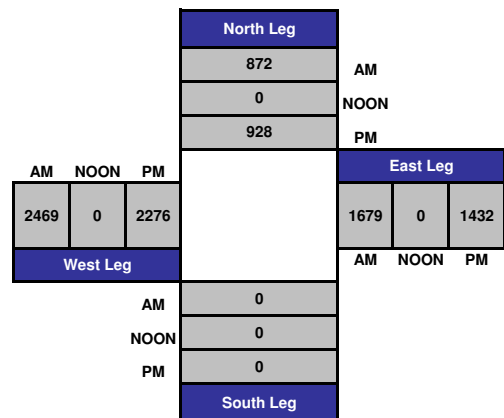 North Leg
872 AM
0 NOON
928 PM
AM NOON PM
East Leg
2469 0 2276
1679 0 1432
West Leg
AM NOON PM
AM 0
NOON 0
PM 0
South Leg